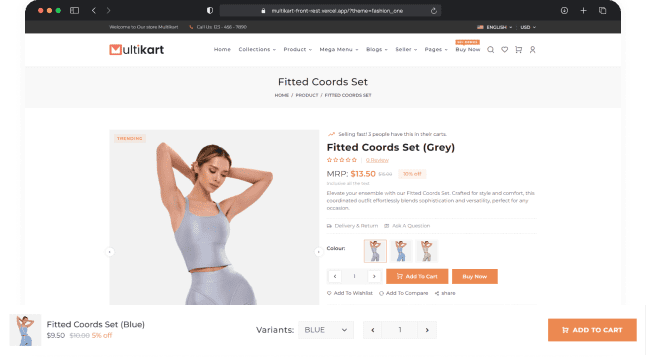 multikart-front-rest.vercel.app/?theme=fashion_one
Welcome to Our store Multikart
Call Us: 123 - 456 - 7890
ENGLISH
USD
Multikart
Home
Collections
Product
Mega Menu
Blogs
Seller
Pages
Buy Now
Fitted Coords Set
HOME / PRODUCT / FITTED COORDS SET
TRENDING
Selling fast! 3 people have this in their carts.
Fitted Coords Set (Grey)
0 Review
MRP: $13.50
10% off
Inclusive all the tax
Elevate your ensemble with our Fitted Coords Set. Crafted for style and comfort, this
coordinated outfit effortlessly blends sophistication and versatility, perfect for any
occasion.
Delivery & Return
Ask A Question
Colour:
1
Add To Cart
Buy Now
Add To Wishlist
Add To Compare
share
Fitted Coords Set (Blue)
$9.50 $10.00 5% off
Variants:
BLUE
1
ADD TO CART